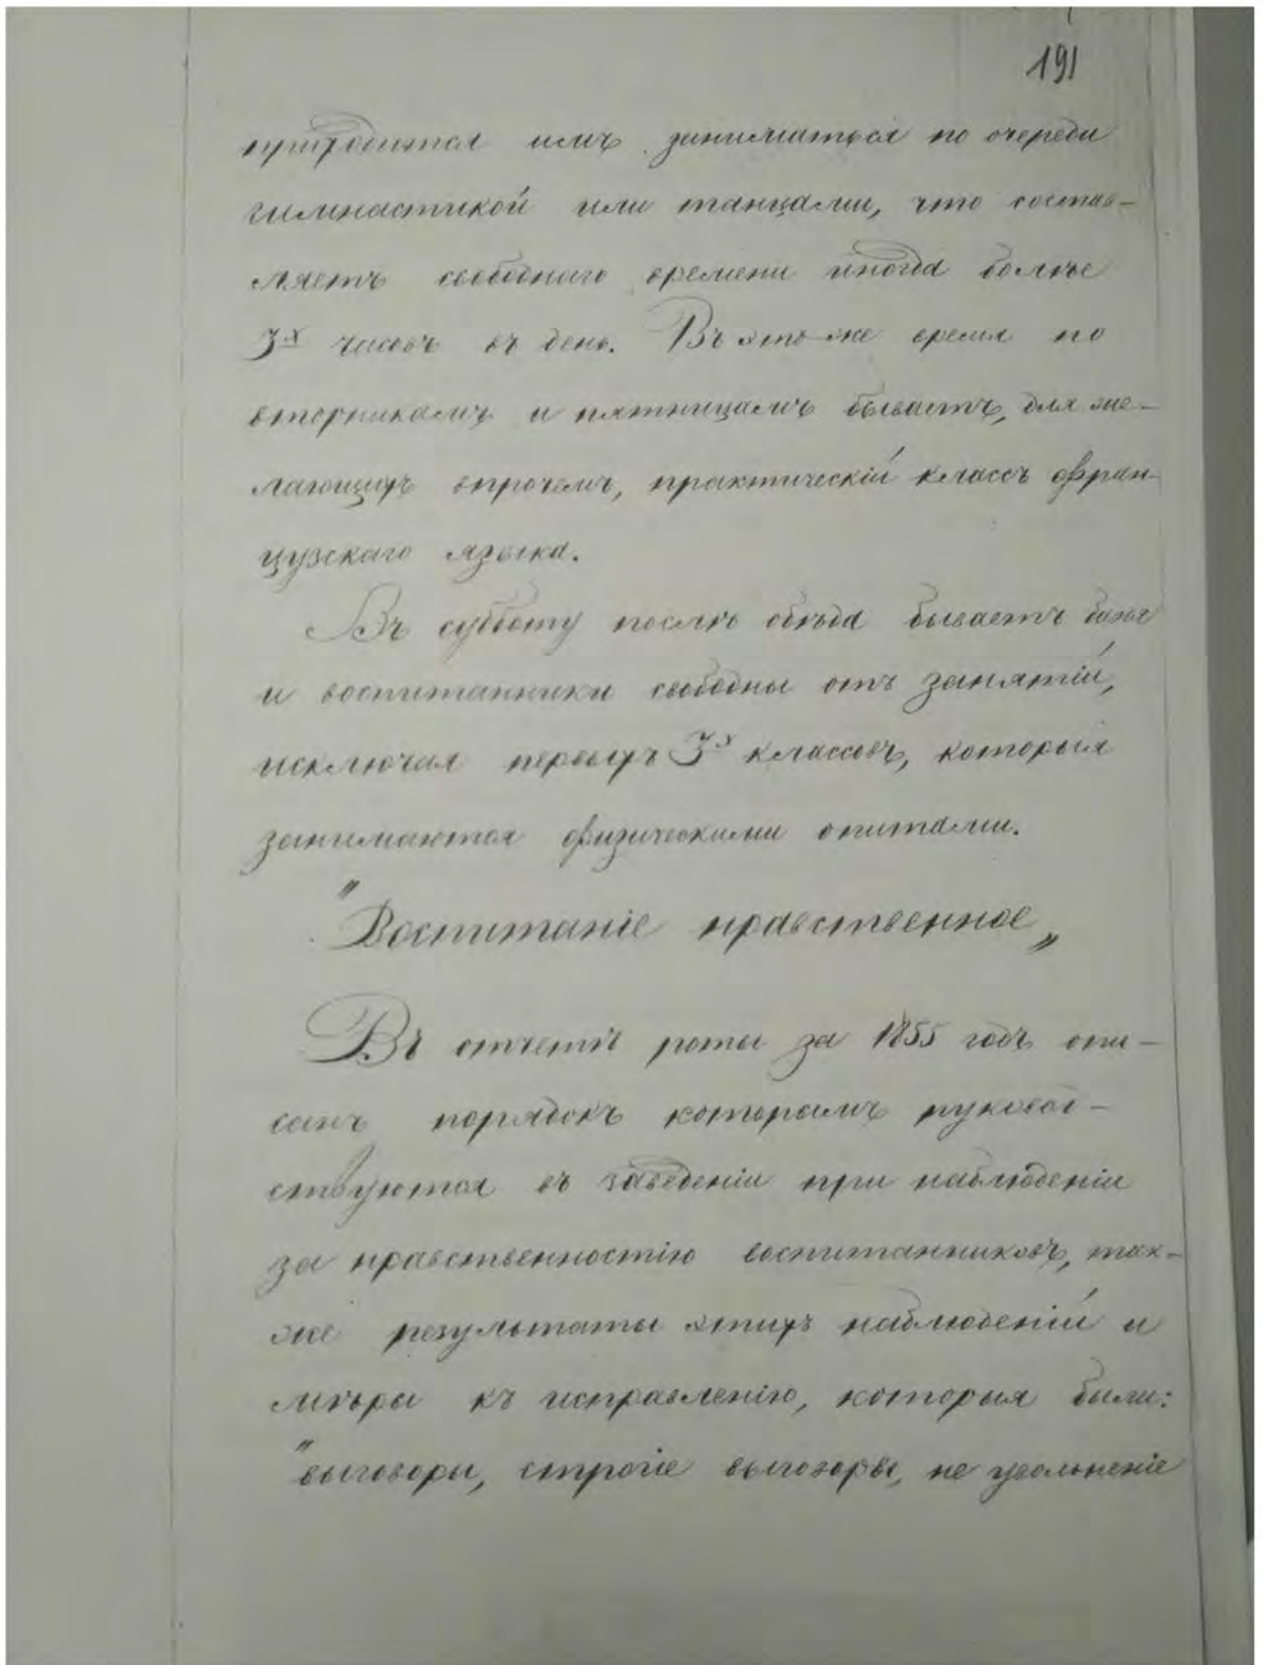 191
приходится имъ заниматься по очереди
гимнастикой или танцами, что состав-
ляетъ свободнаго времени иногда болѣе
3х часовъ въ день. Въ это-же время по
вторникамъ и пятницамъ бываетъ, для же-
лающихъ впрочемъ, практическій классъ фран-
цузскаго языка.
Въ субботу послѣ обѣда бываетъ баня
и воспитанники свободны отъ занятій,
исключая первыхъ 3х классовъ, которыя
занимаются физическими опытами.
"Воспитаніе нравственное"
Въ отчетѣ роты за 1855 годъ опи-
санъ порядокъ которымъ руковод-
ствуются въ заведеніи при наблюденіи
за нравственностію воспитанниковъ, так-
же результаты этихъ наблюденій и
мѣры къ исправленію, которыя были:
"выговоры, строгіе выговоры, не увольненіе